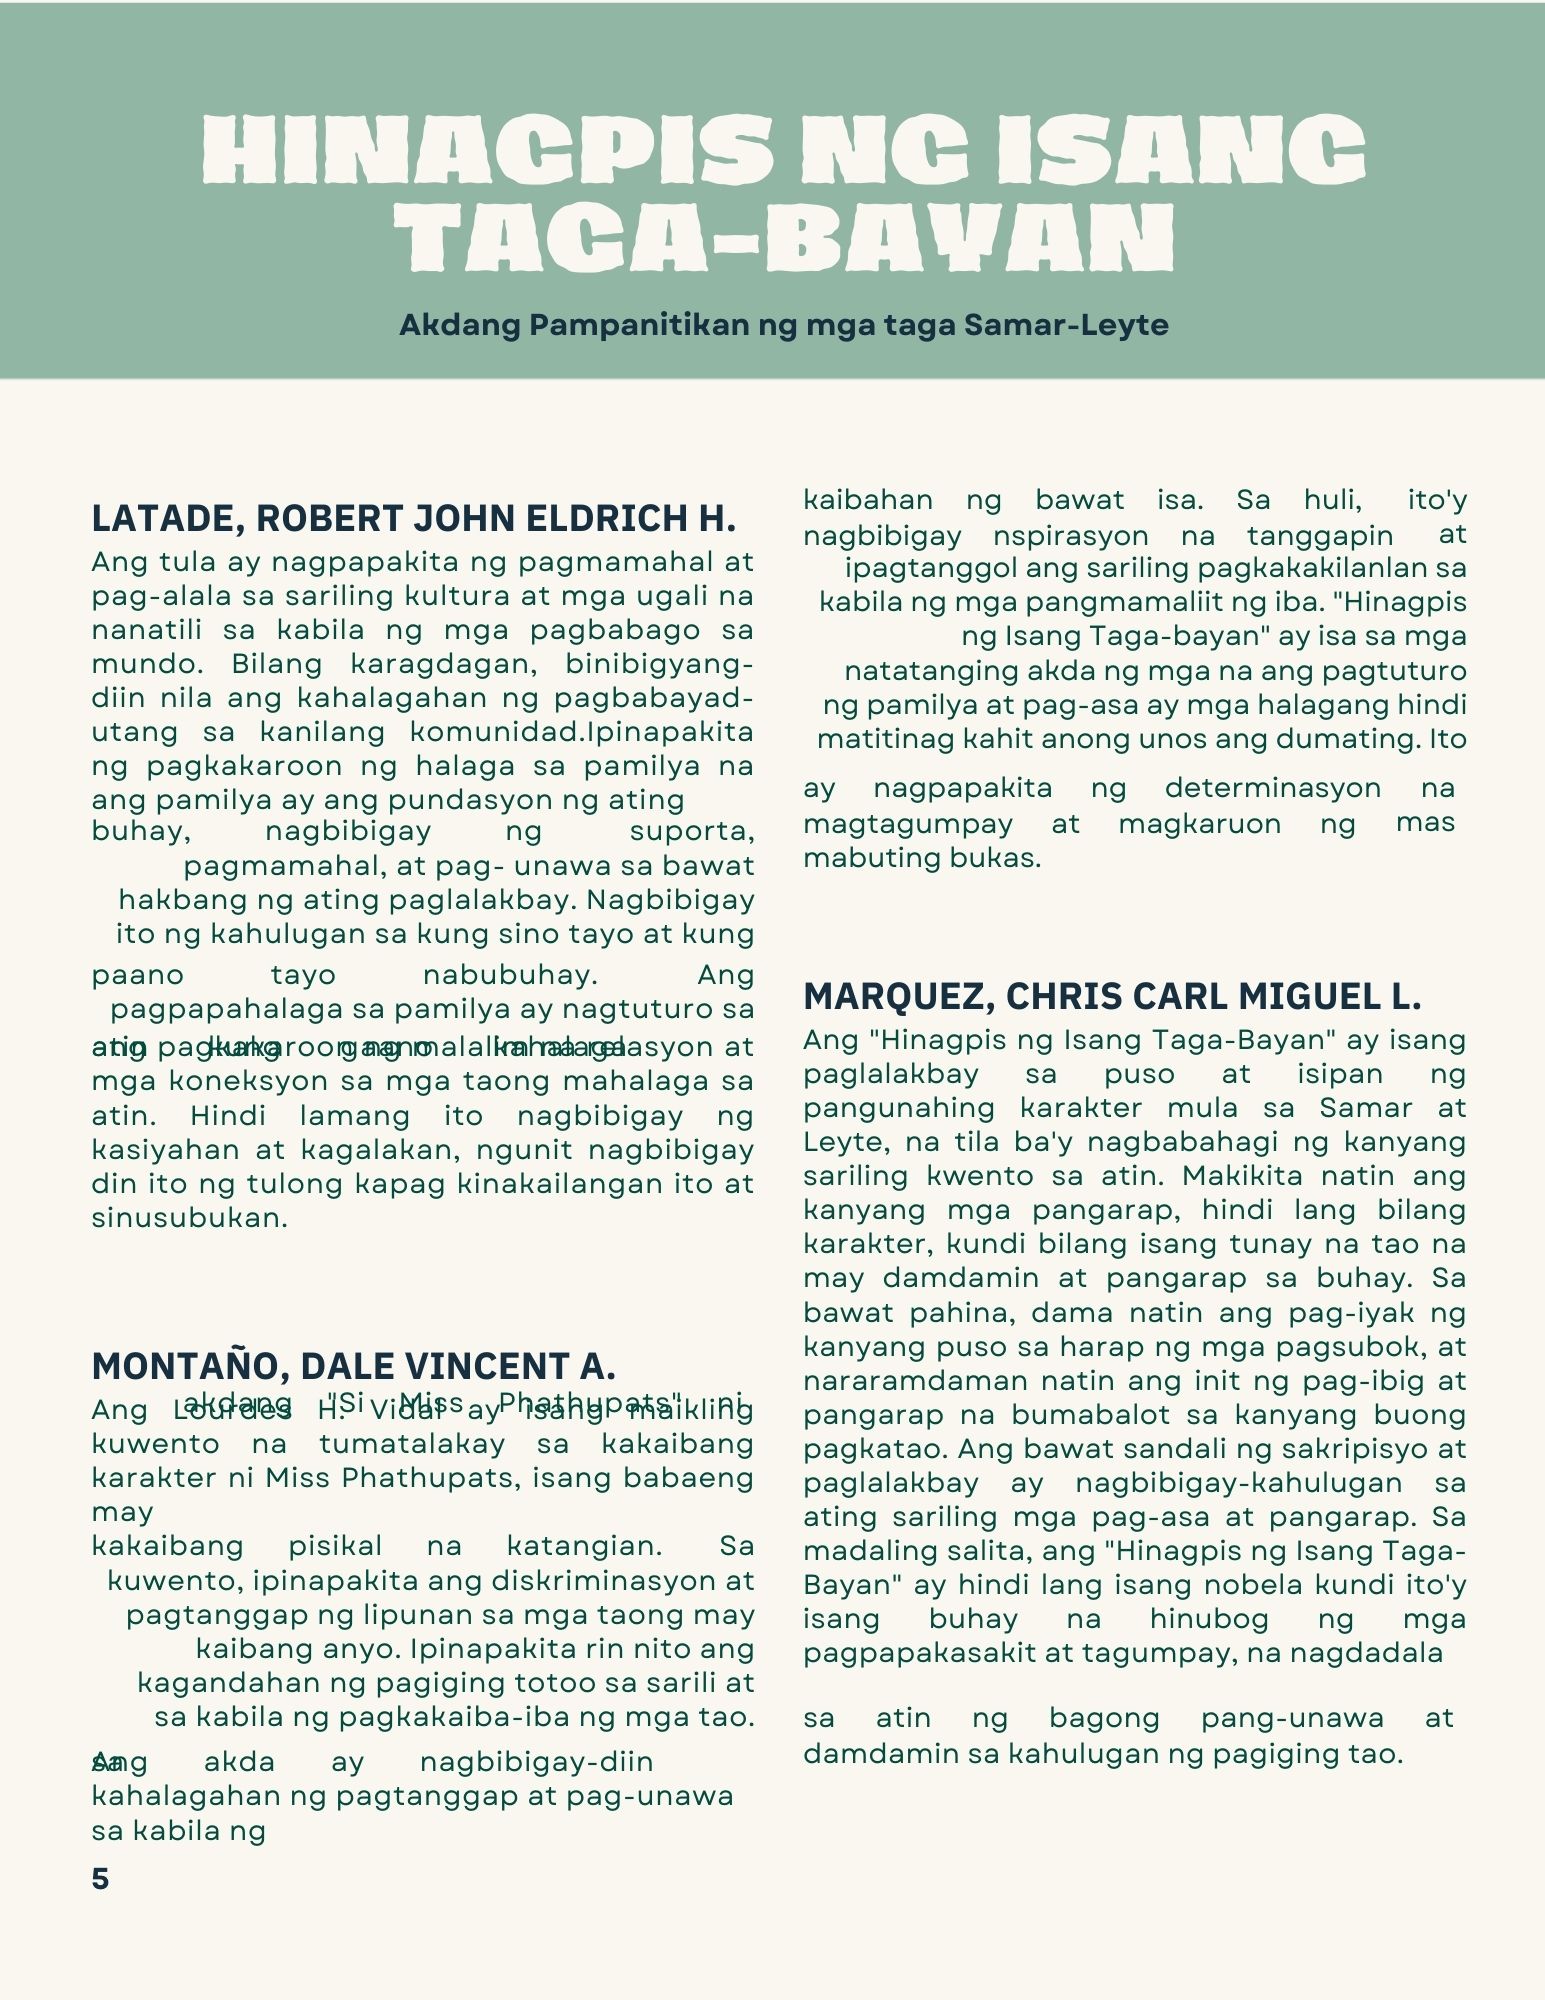 HINAGPIS NG ISANG
TAGA-BAYAN
Akdang Pampanitikan ng mga taga Samar-Leyte
LATADE, ROBERT JOHN ELDRICH H.
Ang tula ay nagpapakita ng pagmamahal at
pag-alala sa sariling kultura at mga ugali na
nanatili sa kabila ng mga pagbabago sa
mundo. Bilang karagdagan, binibigyang-
diin nila ang kahalagahan ng pagbabayad-
utang sa kanilang komunidad.Ipinapakita
ng pagkakaroon ng halaga sa pamilya na
ang pamilya ay ang pundasyon ng ating
buhay, nagbibigay ng suporta,
pagmamahal, at pag- unawa sa bawat
hakbang ng ating paglalakbay. Nagbibigay
ito ng kahulugan sa kung sino tayo at kung
paano tayo nabubuhay. Ang
pagpapahalaga sa pamilya ay nagtuturo sa
atin kung gaano kahalaga
ang pagkakaroon ng malalim na relasyon at
mga koneksyon sa mga taong mahalaga sa
atin. Hindi lamang ito nagbibigay ng
kasiyahan at kagalakan, ngunit nagbibigay
din ito ng tulong kapag kinakailangan ito at
sinusubukan.
MONTAÑO, DALE VINCENT A.
akdang "Si Miss Phathupats" ni
Ang Lourdes H. Vidal ay isang maikling
kuwento na tumatalakay sa kakaibang
karakter ni Miss Phathupats, isang babaeng
may
kakaibang pisikal na katangian. Sa
kuwento, ipinapakita ang diskriminasyon at
pagtanggap ng lipunan sa mga taong may
kaibang anyo. Ipinapakita rin nito ang
kagandahan ng pagiging totoo sa sarili at
sa kabila ng pagkakaiba-iba ng mga tao.
Ang akda ay nagbibigay-diin
sa
kahalagahan ng pagtanggap at pag-unawa
sa kabila ng
5
kaibahan ng bawat isa. Sa huli, ito'y
nagbibigay nspirasyon na tanggapin at
ipagtanggol ang sariling pagkakakilanlan sa
kabila ng mga pangmamaliit ng iba. "Hinagpis
ng Isang Taga-bayan" ay isa sa mga
natatanging akda ng mga na ang pagtuturo
ng pamilya at pag-asa ay mga halagang hindi
matitinag kahit anong unos ang dumating. Ito
ay nagpapakita ng determinasyon na
magtagumpay at magkaruon ng mas
mabuting bukas.
MARQUEZ, CHRIS CARL MIGUEL L.
Ang "Hinagpis ng Isang Taga-Bayan" ay isang
paglalakbay sa puso at isipan ng
pangunahing karakter mula sa Samar at
Leyte, na tila ba'y nagbabahagi ng kanyang
sariling kwento sa atin. Makikita natin ang
kanyang mga pangarap, hindi lang bilang
karakter, kundi bilang isang tunay na tao na
may damdamin at pangarap sa buhay. Sa
bawat pahina, dama natin ang pag-iyak ng
kanyang puso sa harap ng mga pagsubok, at
nararamdaman natin ang init ng pag-ibig at
pangarap na bumabalot sa kanyang buong
pagkatao. Ang bawat sandali ng sakripisyo at
paglalakbay ay nagbibigay-kahulugan sa
ating sariling mga pag-asa at pangarap. Sa
madaling salita, ang "Hinagpis ng Isang Taga-
Bayan" ay hindi lang isang nobela kundi ito'y
isang buhay na hinubog ng mga
pagpapakasakit at tagumpay, na nagdadala
sa atin ng bagong pang-unawa at
damdamin sa kahulugan ng pagiging tao.